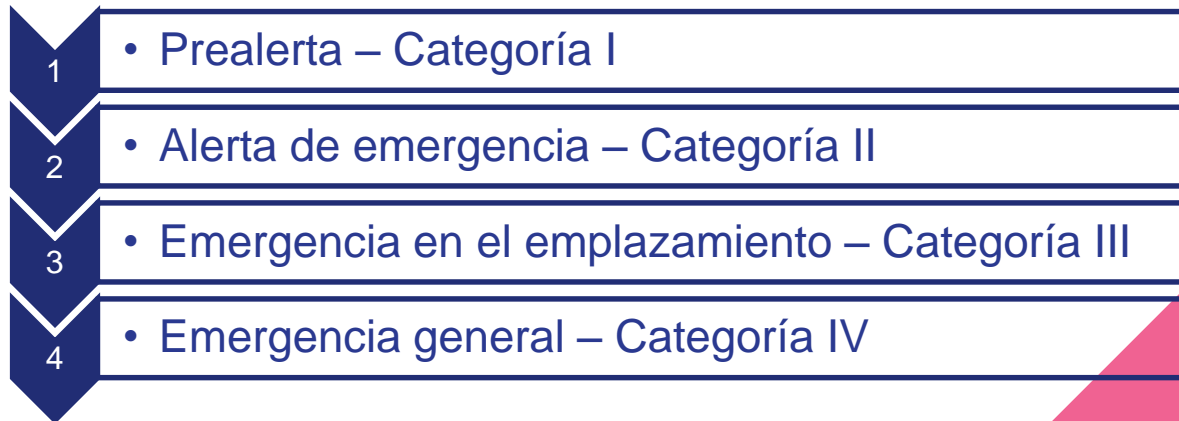 1
• Prealerta – Categoría I
2
• Alerta de emergencia – Categoría II
3
• Emergencia en el emplazamiento – Categoría III
4
• Emergencia general – Categoría IV